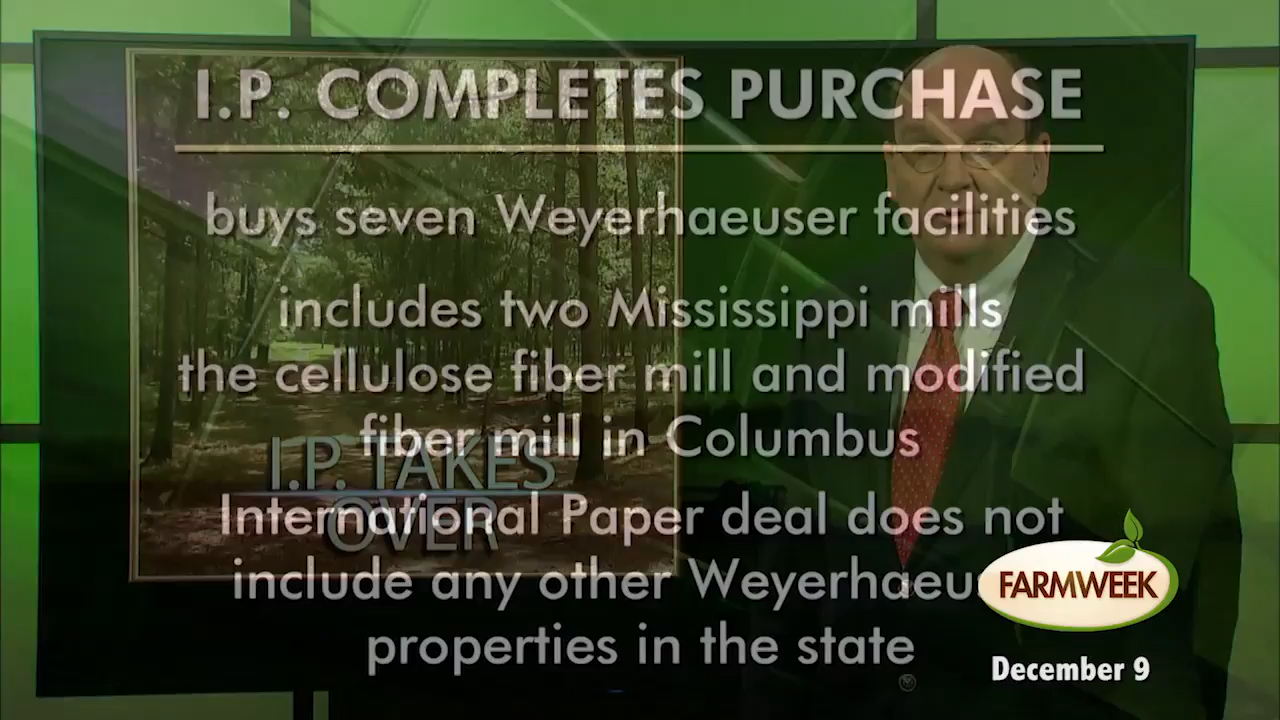 I.P. COMPLETES PURCHASE
buys seven Weyerhaeuser facilities
includes two Mississippi mills
the cellulose fiber mill and modified
fiber mill in Columbus
I.P. TAKES
OVER
International Paper deal does not
include any other Weyerhaeu
properties in the state
FARMWEEK
December 9